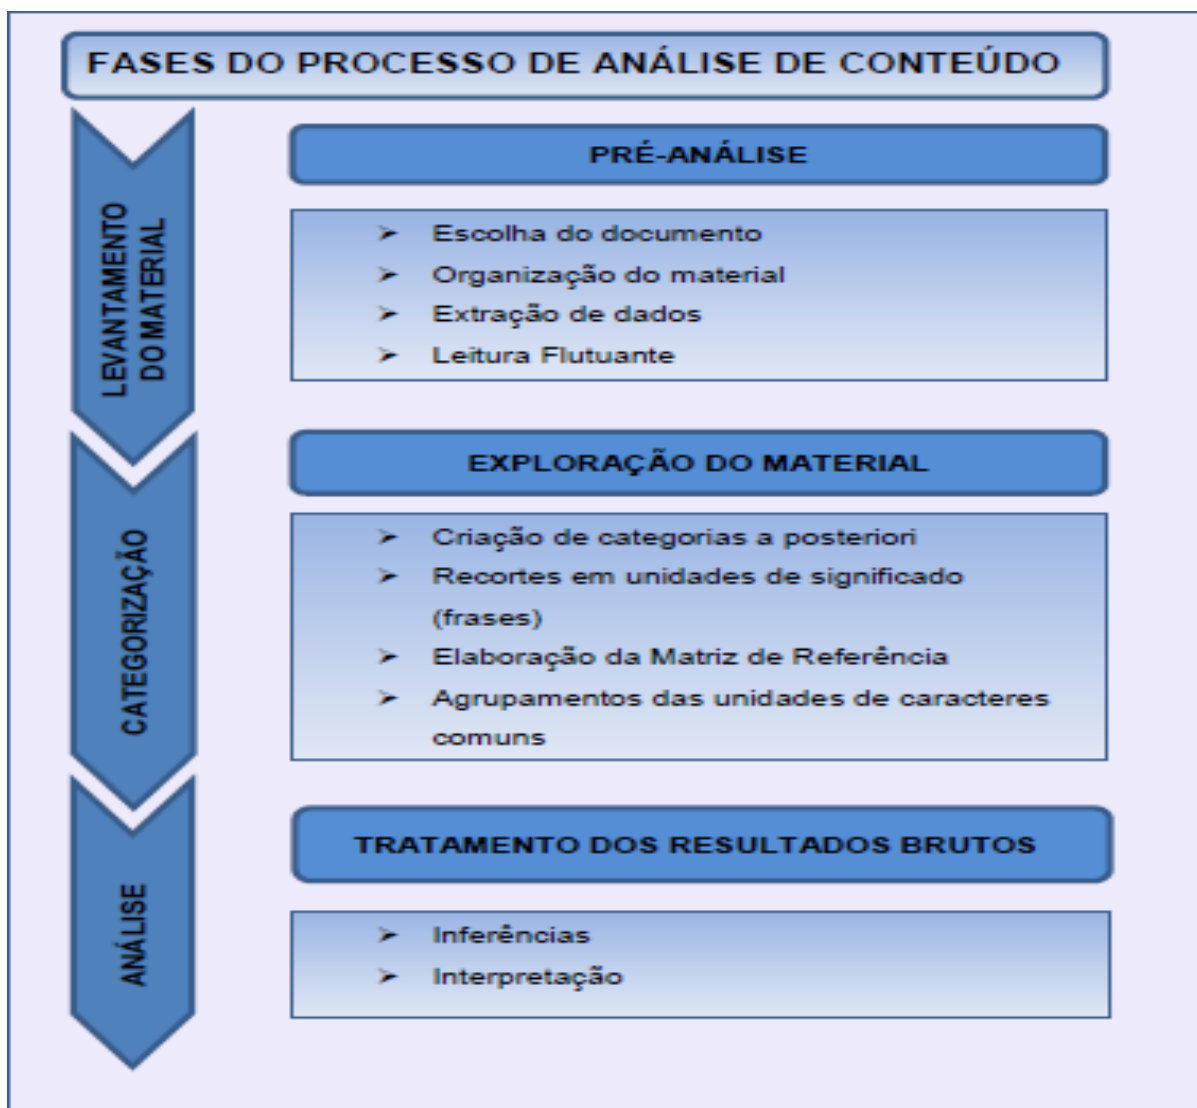 FASES DO PROCESSO DE ANÁLISE DE CONTEÚDO
LEVANTAMENTO
DO MATERIAL
PRÉ-ANÁLISE
➢ Escolha do documento
➢ Organização do material
➢ Extração de dados
➢ Leitura Flutuante
CATEGORIZAÇÃO
EXPLORAÇÃO DO MATERIAL
➢ Criação de categorias a posteriori
➢ Recortes em unidades de significado
(frases)
➢ Elaboração da Matriz de Referência
➢ Agrupamentos das unidades de caracteres
comuns
ANÁLISE
TRATAMENTO DOS RESULTADOS BRUTOS
➢ Inferências
➢ Interpretação